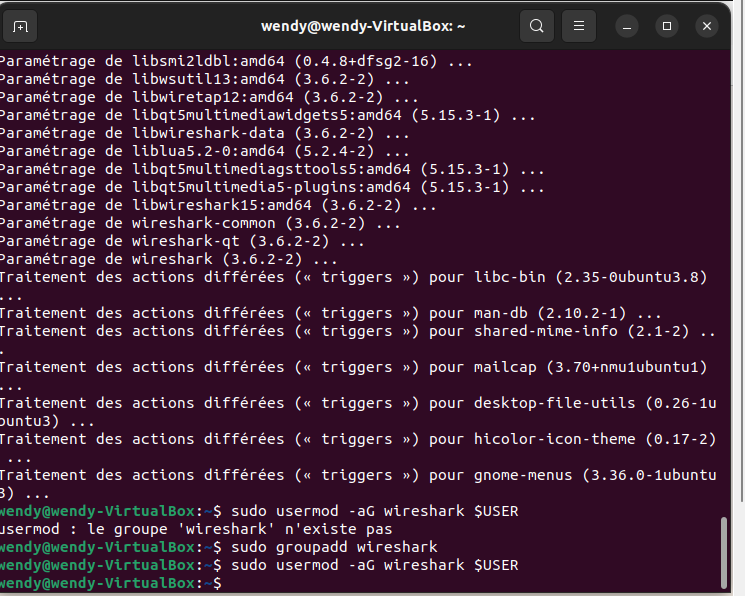 wendy@wendy-VirtualBox: ~
Paramétrage de libsmi2ldbl:amd64 (0.4.8+dfsg2-16) ...
Paramétrage de libwsutil13:amd64 (3.6.2-2) ...
Paramétrage de libwiretap12:amd64 (3.6.2-2) ...
Paramétrage de libqt5multimediawidgets5:amd64 (5.15.3-1) ...
Paramétrage de libwireshark-data (3.6.2-2) ...
Paramétrage de liblua5.2-0:amd64 (5.2.4-2) ...
Paramétrage de libqt5multimediagsttools5:amd64 (5.15.3-1) ...
Paramétrage de libqt5multimedia5-plugins:amd64 (5.15.3-1) ...
Paramétrage de libwireshark15:amd64 (3.6.2-2) ...
Paramétrage de wireshark-common (3.6.2-2) ...
Paramétrage de wireshark-qt (3.6.2-2) ...
Paramétrage de wireshark (3.6.2-2) ...
Traitement des actions différées (« triggers ») pour libc-bin (2.35-0ubuntu3.8)
...
Traitement des actions différées (« triggers ») pour man-db (2.10.2-1) ...
Traitement des actions différées (« triggers ») pour shared-mime-info (2.1-2) ..
.
Traitement des actions différées (« triggers ») pour mailcap (3.70+nmu1ubuntu1)
...
Traitement des actions différées (« triggers ») pour desktop-file-utils (0.26-1u
buntu3) ...
Traitement des actions différées (« triggers ») pour hicolor-icon-theme (0.17-2)
 ...
Traitement des actions différées (« triggers ») pour gnome-menus (3.36.0-1ubuntu
3) ...
wendy@wendy-VirtualBox:~$ sudo usermod -aG wireshark $USER
usermod : le groupe 'wireshark' n'existe pas
wendy@wendy-VirtualBox:~$ sudo groupadd wireshark
wendy@wendy-VirtualBox:~$ sudo usermod -aG wireshark $USER
wendy@wendy-VirtualBox:~$